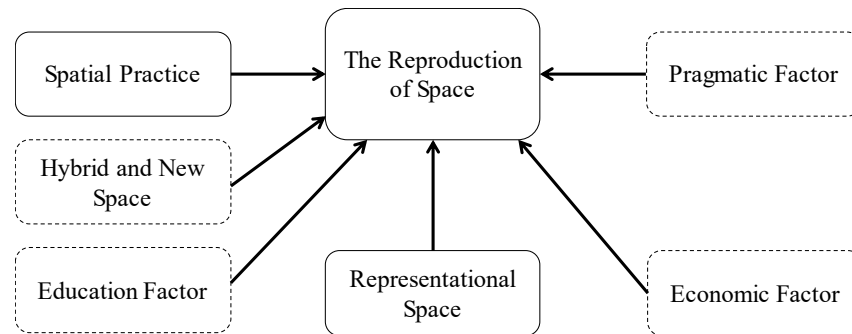 Spatial Practice
The Reproduction
of Space
Pragmatic Factor
Hybrid and New
Space
Education Factor
Representational
Space
Economic Factor